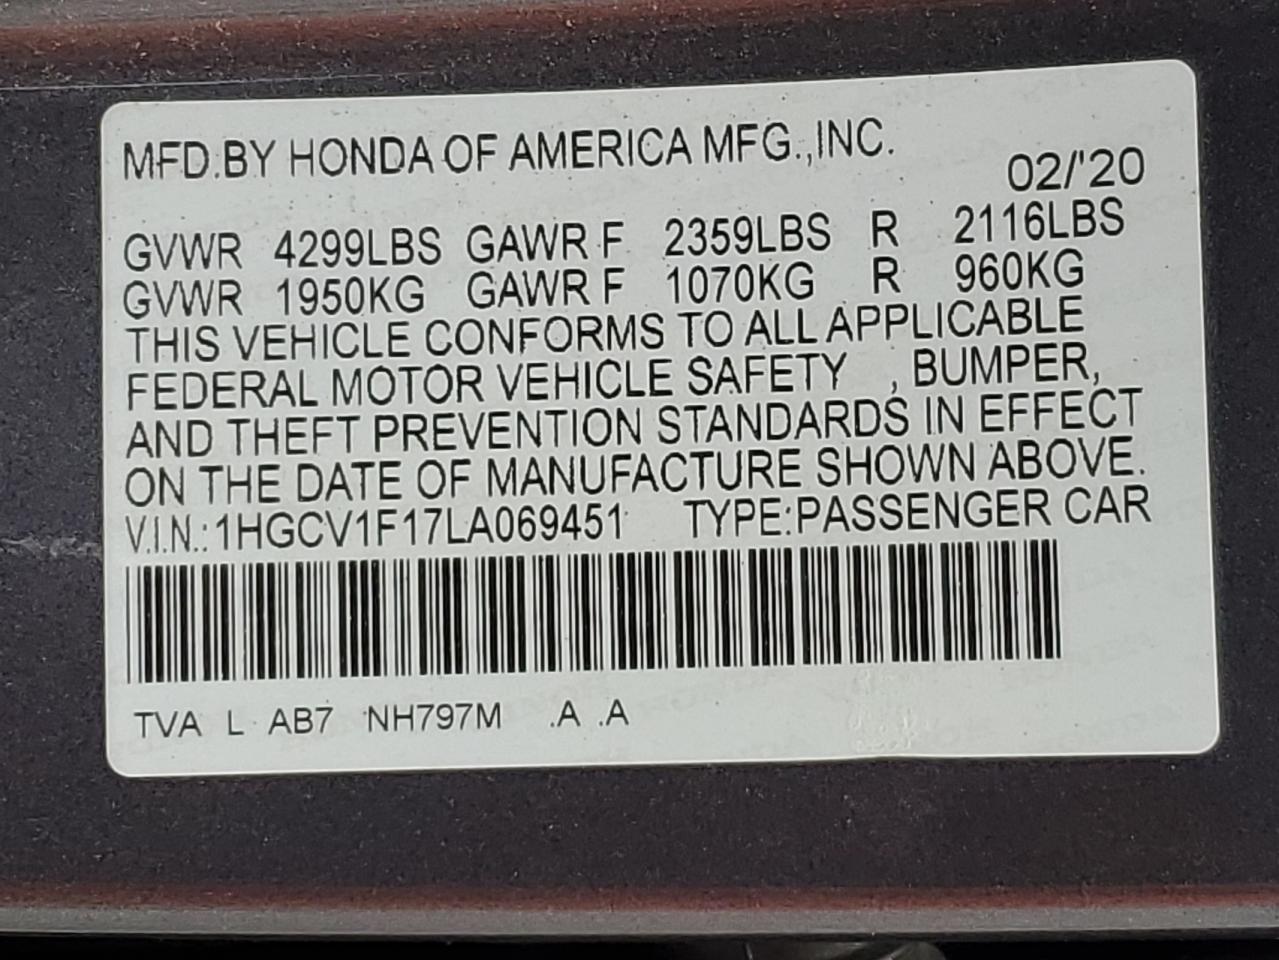 MFD.BY HONDA OF AMERICA MFG.,INC.
02/'20
GVWR 4299LBS GAWR F 2359LBS R 2116LBS
GVWR 1950KG GAWR F 1070KG R 960KG
THIS VEHICLE CONFORMS TO ALL APPLICABLE
FEDERAL MOTOR VEHICLE SAFETY , BUMPER,
AND THEFT PREVENTION STANDARDS IN EFFECT
ON THE DATE OF MANUFACTURE SHOWN ABOVE.
V.I.N.: 1HGCV1F17LA069451 TYPE:PASSENGER CAR
TVA L AB7 NH797M .A .A